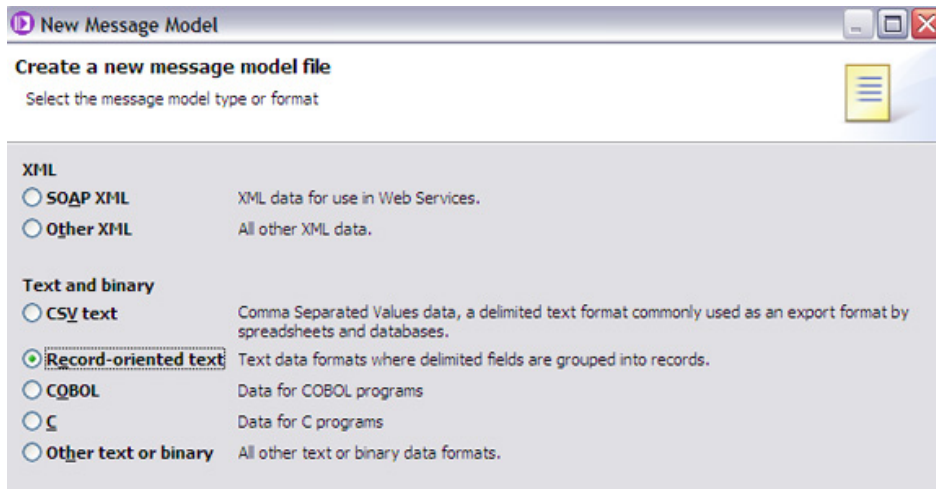 New Message Model
Create a new message model file
Select the message model type or format
XML
SOAP XML XML data for use in Web Services.
Other XML All other XML data.
Text and binary
CSV text Comma Separated Values data, a delimited text format commonly used as an export format by
spreadsheets and databases.
Record-oriented text Text data formats where delimited fields are grouped into records.
COBOL Data for COBOL programs
C Data for C programs
Other text or binary All other text or binary data formats.